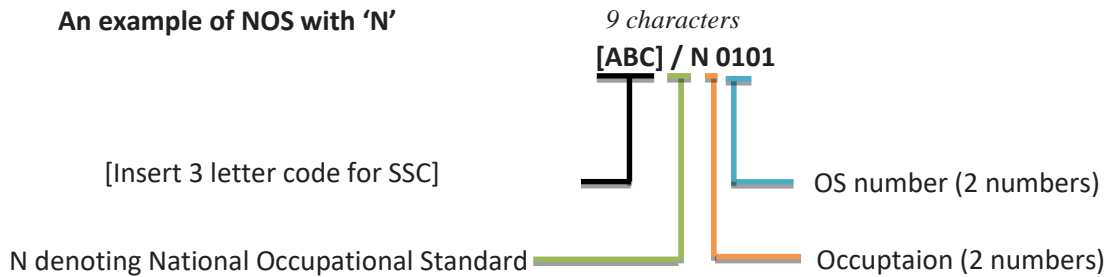 An example of NOS with ‘N’
9 characters
[ABC] / N 0101
[Insert 3 letter code for SSC]
OS number (2 numbers)
N denoting National Occupational Standard
Occuptaion (2 numbers)